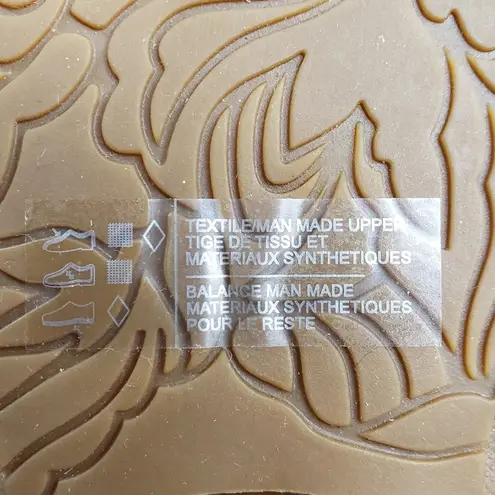 TEXTILE/MAN MADE UPPER
TIGE DE TISSU ET
MATERIAUX SYNTHETIQUES
BALANCE MAN MADE
MATERIAUX SYNTHETIQUES
POUR LE RESTE